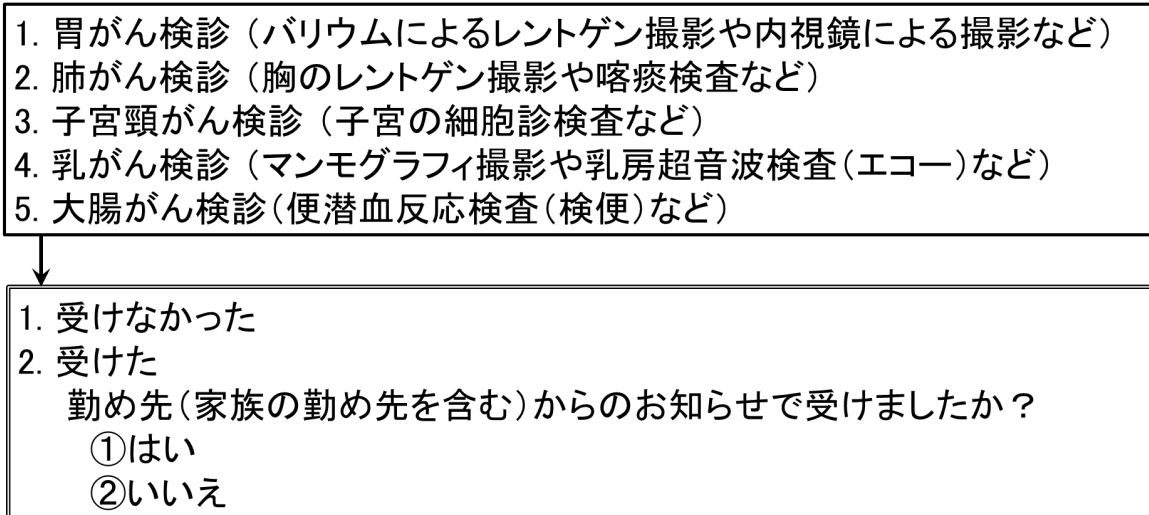 1. 胃がん検診 （バリウムによるレントゲン撮影や内視鏡による撮影など）
2. 肺がん検診 （胸のレントゲン撮影や喀痰検査など）
3. 子宮頸がん検診 （子宮の細胞診検査など）
4. 乳がん検診 （マンモグラフィ撮影や乳房超音波検査（エコー）など）
5. 大腸がん検診（便潜血反応検査（検便）など）
1. 受けなかった
2. 受けた
勤め先（家族の勤め先を含む）からのお知らせで受けましたか？
①はい
②いいえ